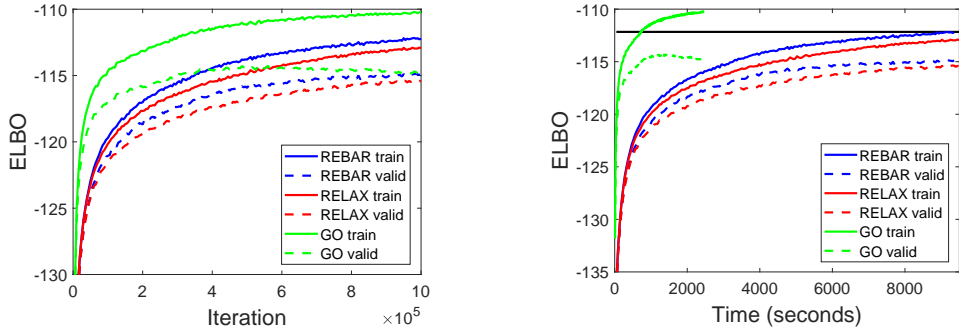 -110
-115
-120
-125
-130
ELBO
0
2
4
6
8
10
Iteration
×10⁵
REBAR train
REBAR valid
RELAX train
RELAX valid
GO train
GO valid
-110
-115
-120
-125
-130
-135
ELBO
0
2000
4000
6000
8000
Time (seconds)
REBAR train
REBAR valid
RELAX train
RELAX valid
GO train
GO valid